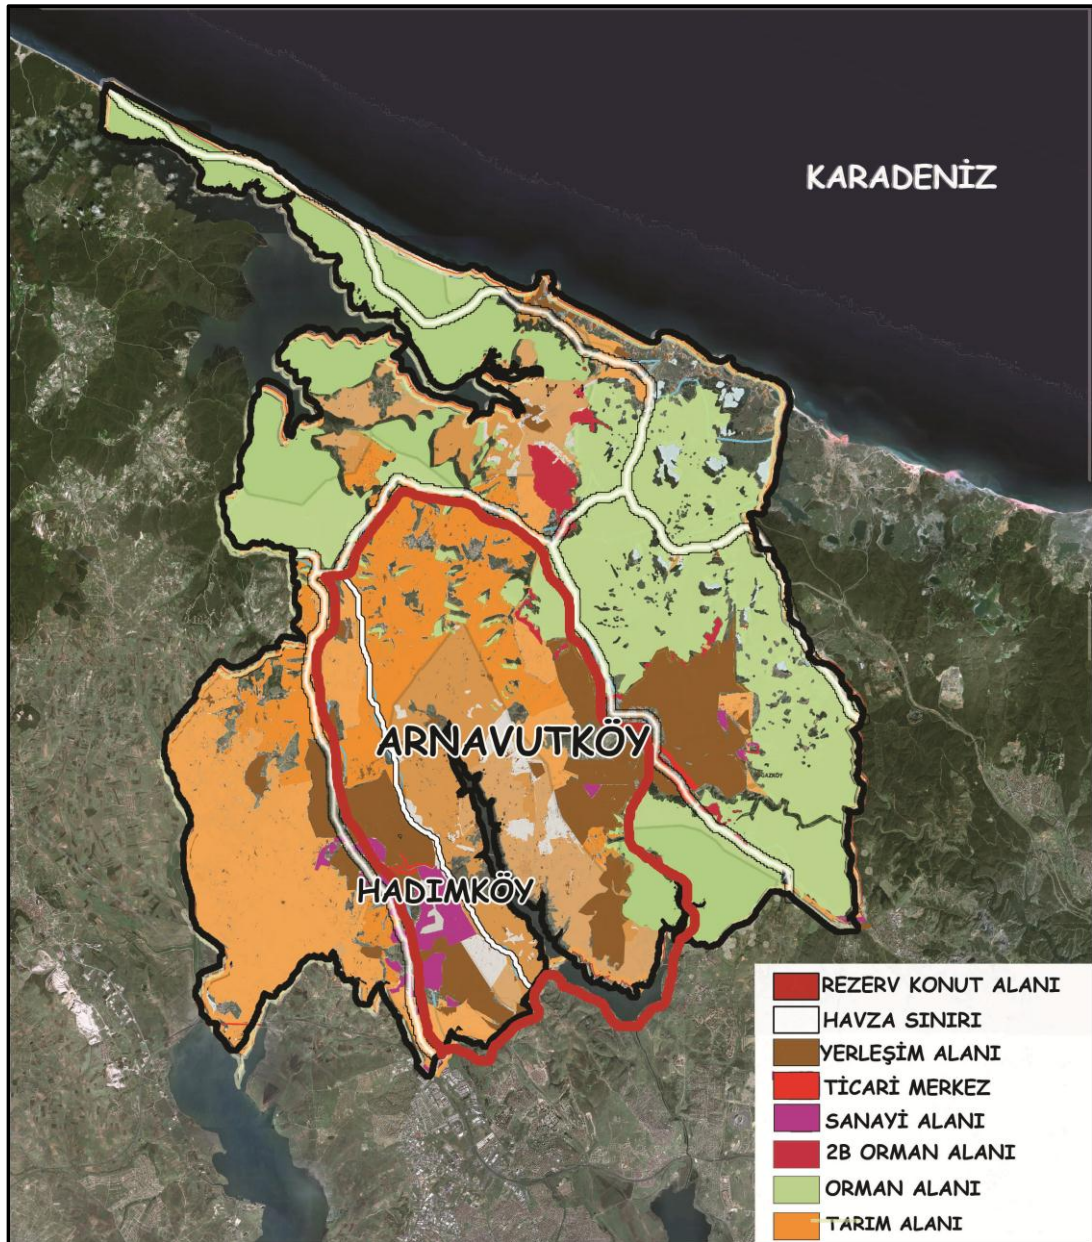 KARADENİZ
ARNAVUTKÖY
HADIMKÖY
REZERV KONUT ALANI
HAVZA SINIRI
YERLEŞİM ALANI
TİCARİ MERKEZ
SANAYİ ALANI
2B ORMAN ALANI
ORMAN ALANI
TARIM ALANI